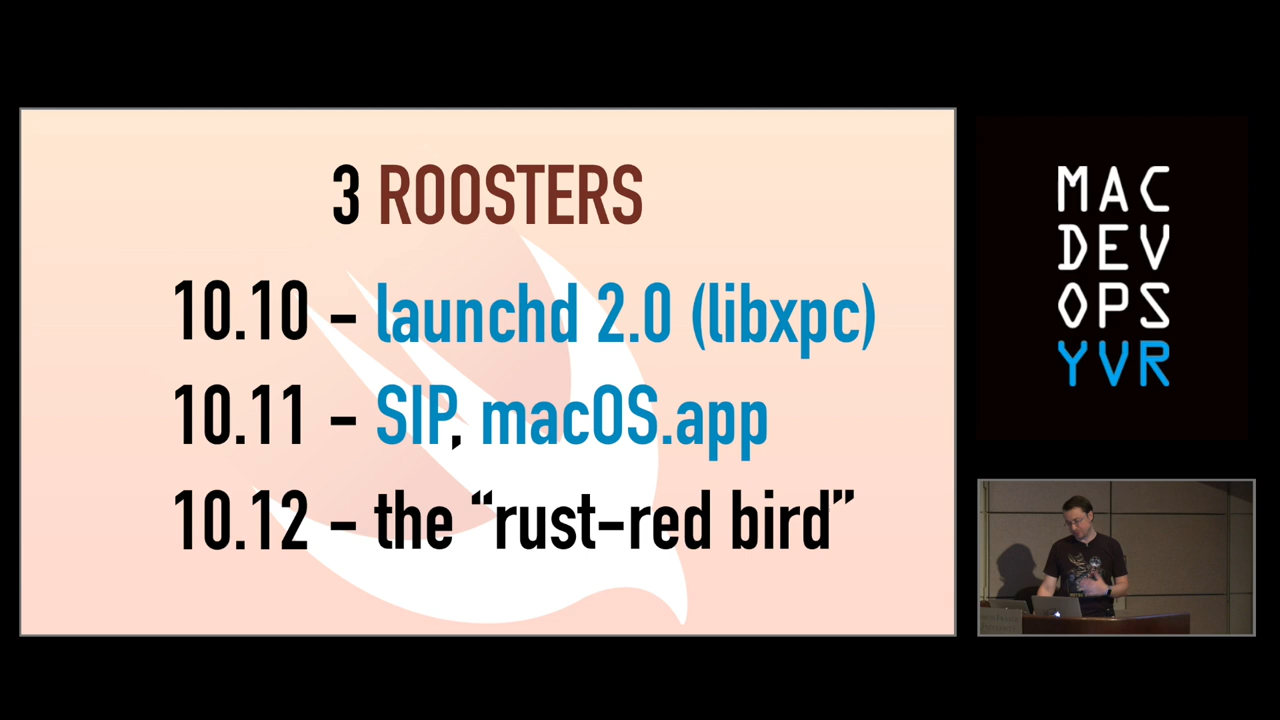 3 ROOSTERS
10.10 – launchd 2.0 (libxpc)
10.11 – SIP, macOS.app
10.12 – the “rust-red bird”
MAC
DEV
OPS
YVR